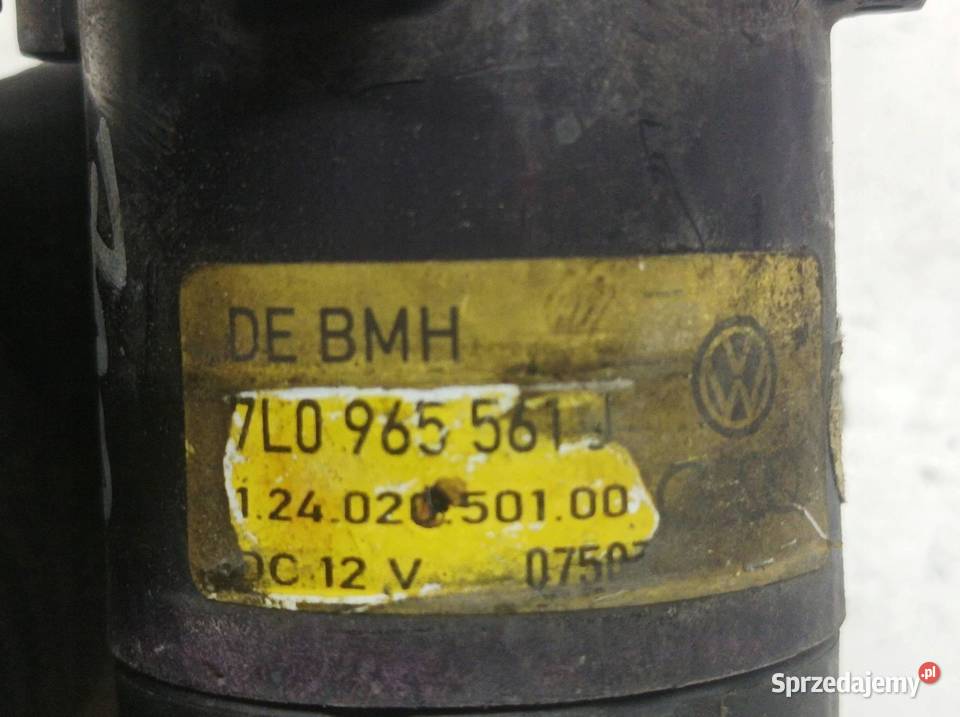 DE BMH
7L0 965 561 J
1.24.020.501.00
DC 12 V
Sprzedajemy.pl